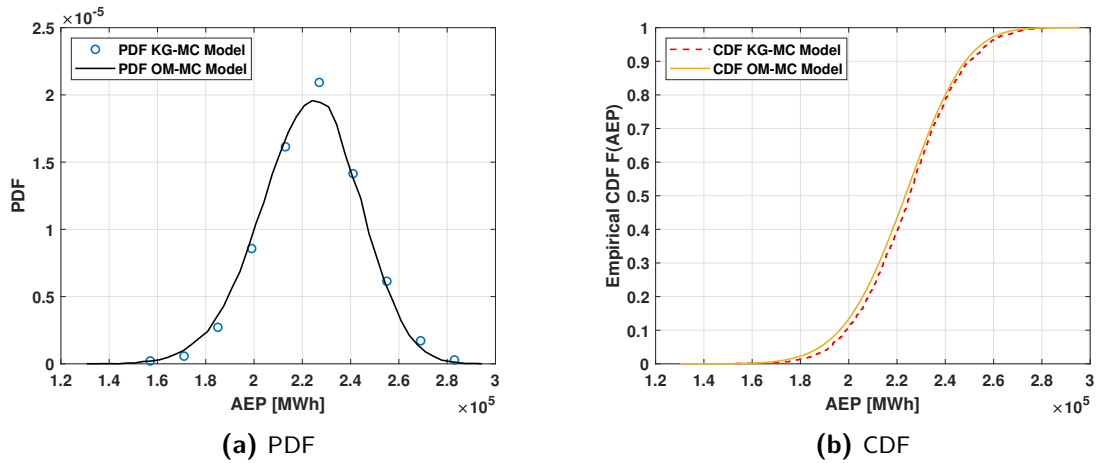 ×10⁻⁵
2.5
2
1.5
1
0.5
0
PDF
PDF KG-MC Model
PDF OM-MC Model
1.2 1.4 1.6 1.8 2 2.2 2.4 2.6 2.8 3
AEP [MWh]
×10⁵
(a) PDF
1
0.9
0.8
0.7
0.6
0.5
0.4
0.3
0.2
0.1
0
Empirical CDF F(AEP)
CDF KG-MC Model
CDF OM-MC Model
1.2 1.4 1.6 1.8 2 2.2 2.4 2.6 2.8 3
AEP [MWh]
×10⁵
(b) CDF